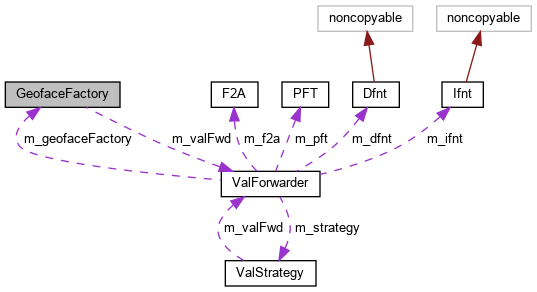 noncopyable
noncopyable
GeofaceFactory
F2A
PFT
Dfnt
Ifnt
m_geofaceFactory
m_valFwd
m_f2a
m_pft
m_dfnt
m_ifnt
ValForwarder
m_valFwd
m_strategy
ValStrategy